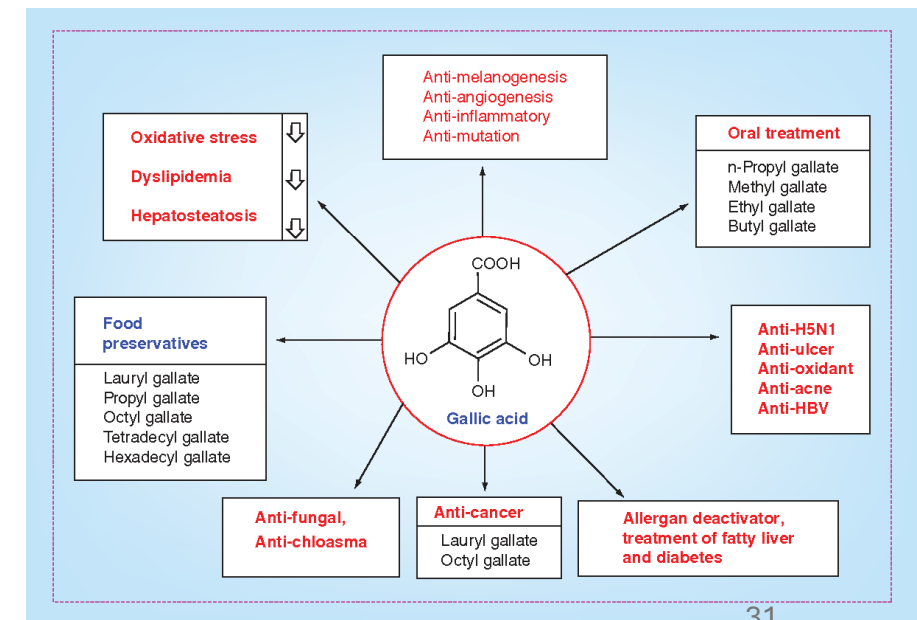 Anti-melanogenesis
Anti-angiogenesis
Anti-inflammatory
Anti-mutation
Oxidative stress
Dyslipidemia
Hepatosteatosis
Oral treatment
n-Propyl gallate
Methyl gallate
Ethyl gallate
Butyl gallate
COOH
HO
OH
OH
Gallic acid
Food
preservatives
Lauryl gallate
Propyl gallate
Octyl gallate
Tetradecyl gallate
Hexadecyl gallate
Anti-H5N1
Anti-ulcer
Anti-oxidant
Anti-acne
Anti-HBV
Anti-fungal,
Anti-chloasma
Anti-cancer
Lauryl gallate
Octyl gallate
Allergan deactivator,
treatment of fatty liver
and diabetes
31